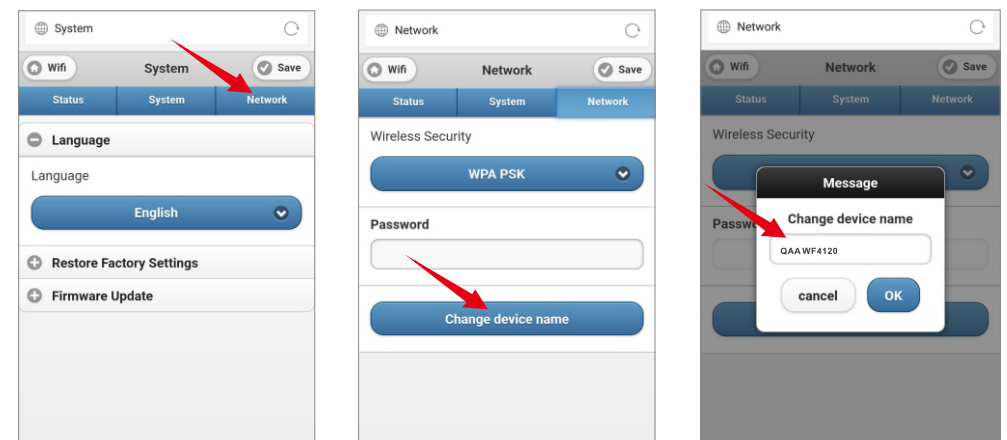 System
Wifi
System
Save
Status
System
Network
Language
Language
English
Restore Factory Settings
Firmware Update
Network
Wifi
Network
Save
Status
System
Network
Wireless Security
WPA PSK
Password
Change device name
Network
Wifi
Network
Save
Status
System
Network
Wireless Security
Message
Change device name
QAAWF4120
cancel
OK